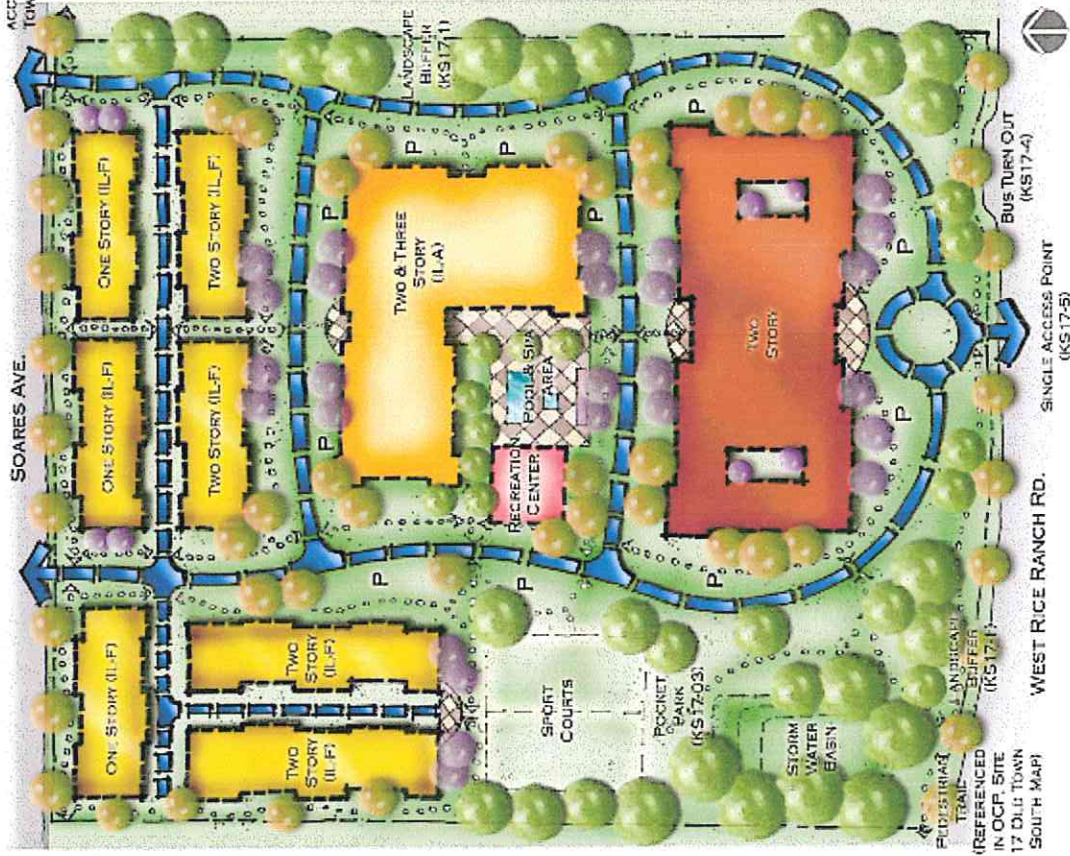 SOARES AVE.
ACC
TOW
ONE STORY (IL-F)
ONE STORY (IL-F)
ONE STORY (IL-F)
TWO STORY (IL-F)
TWO STORY (IL-F)
TWO
STORY
(IL-F)
TWO
STORY
(IL-F)
LANDSCAPE
BUFFER
(KS17-1)
P
P
P
P
P
P
P
P
P
P
P
P
TWO & THREE
STORY
(IL-A)
POOL & SPA
AREA
RECREATION
CENTER
TWO
STORY
SPORT
COURTS
POCKET
PARK
(KS17-03)
STORM
WATER
BASIN
LANDSCAPE
BUFFER
(KS17-1)
PEDESTRIAN
TRAIL
(REFERENCED
IN OCP, SITE
17 OLD TOWN
SOUTH MAP)
WEST RICE RANCH RD.
SINGLE ACCESS POINT
(KS17-5)
BUS TURN OUT
(KS17-4)